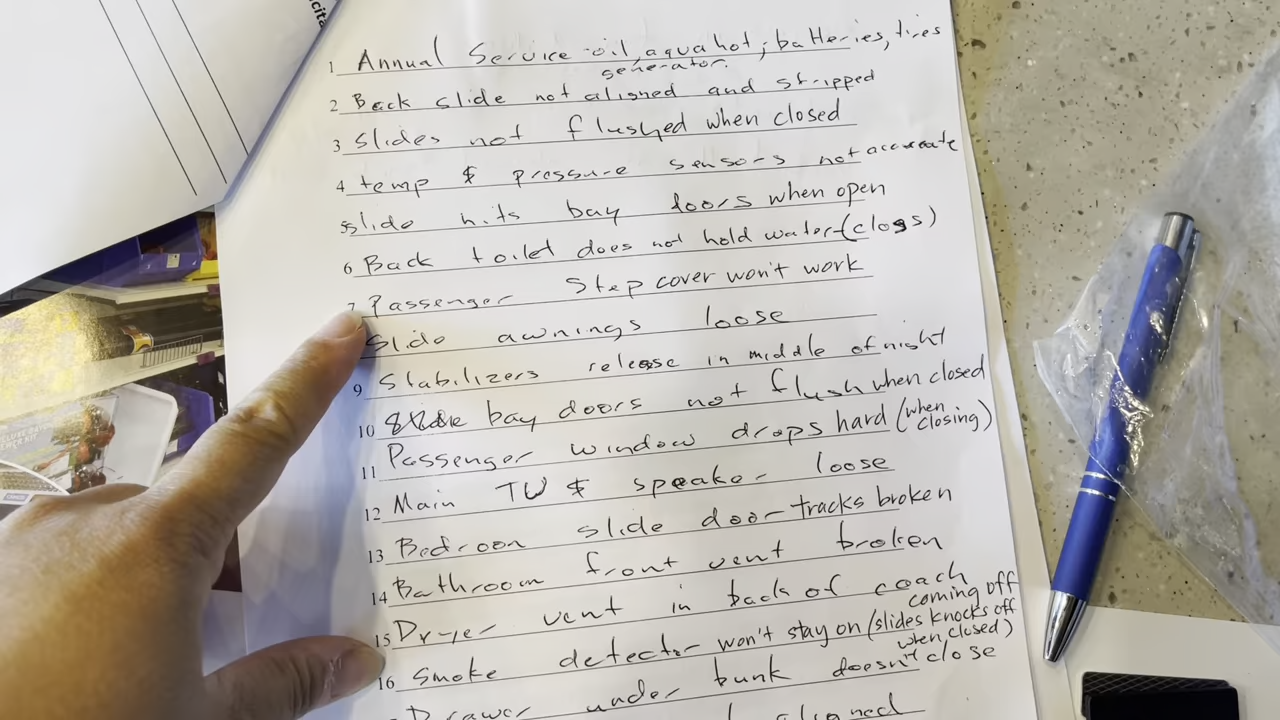 1 Annual Service oil, aquahot, batteries, tires
generator.
2 Back slide not aligned and stripped
3 slides not flushed when closed
4 temp & pressure sensors not accurate
5 slide hits bay doors when open
6 Back toilet does not hold water (clogs)
7 Passenger step cover won't work
slide awnings loose
9 Stabilizers release in middle of night
10 bay doors not flush when closed
11 Passenger window drops hard (when closing)
12 Main TV & speaker loose
13 Bedroom slide door tracks broken
14 Bathroom front vent broken
15 Dryer vent in back of coach coming off
16 Smoke detector won't stay on (slides knocks off when closed)
Drawer under bunk doesn't close
aligned